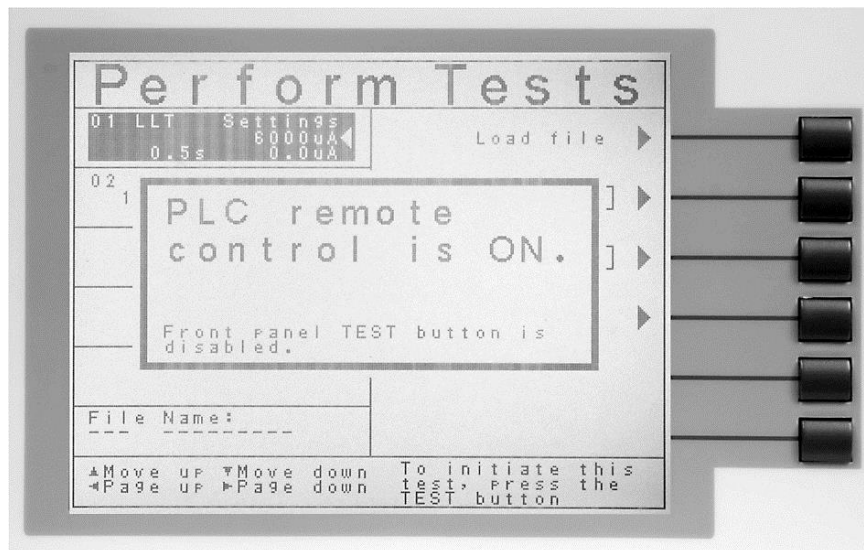 Perform Tests
01 LLT Settings
6000uA
0.5s 0.0uA
Load file
02
1
]
]
PLC remote
control is ON.
Front panel TEST button is
disabled.
File Name:
Move up Move down
Page up Page down
To initiate this
test, press the
TEST button